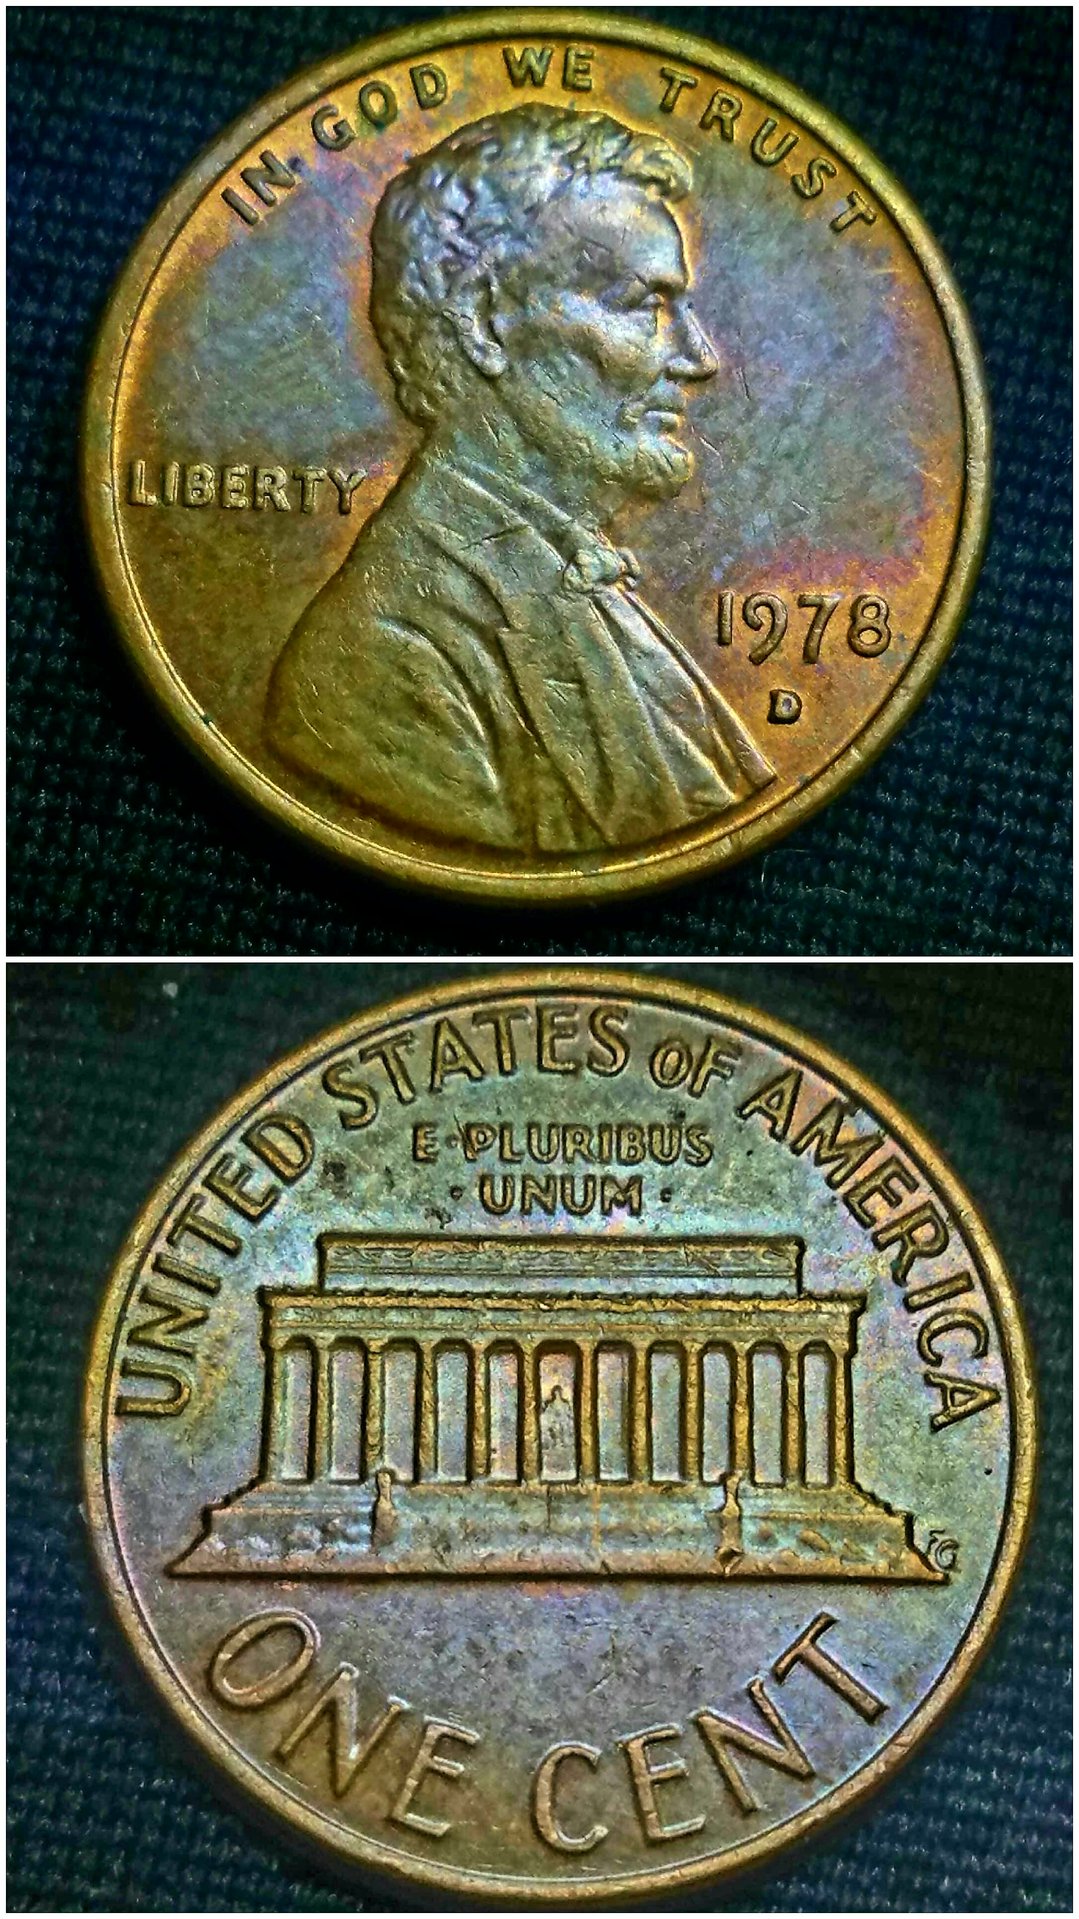 IN GOD WE TRUST
LIBERTY
1978
D
UNITED STATES OF AMERICA
E·PLURIBUS
·UNUM·
FG
ONE CENT